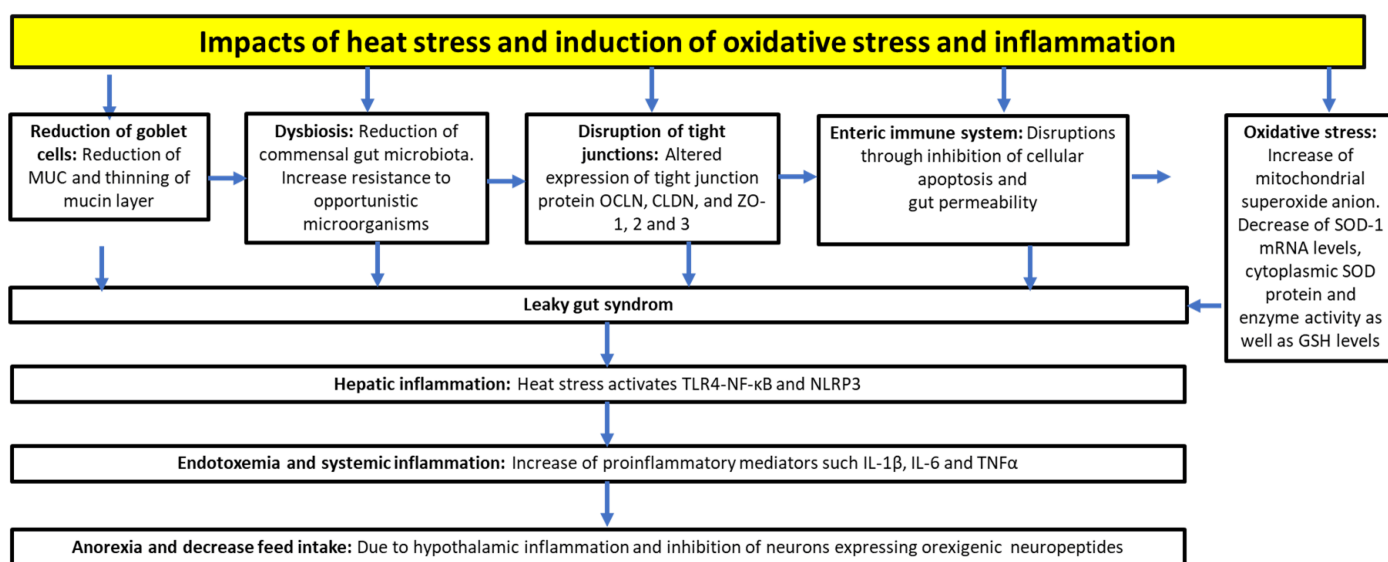 Impacts of heat stress and induction of oxidative stress and inflammation
Reduction of goblet
cells: Reduction of
MUC and thinning of
mucin layer
Dysbiosis: Reduction of
commensal gut microbiota.
Increase resistance to
opportunistic
microorganisms
Disruption of tight
junctions: Altered
expression of tight junction
protein OCLN, CLDN, and ZO-
1, 2 and 3
Enteric immune system: Disruptions
through inhibition of cellular
apoptosis and
gut permeability
Oxidative stress:
Increase of
mitochondrial
superoxide anion.
Decrease of SOD-1
mRNA levels,
cytoplasmic SOD
protein and
enzyme activity as
well as GSH levels
Leaky gut syndrom
Hepatic inflammation: Heat stress activates TLR4-NF-κB and NLRP3
Endotoxemia and systemic inflammation: Increase of proinflammatory mediators such IL-1β, IL-6 and TNFα
Anorexia and decrease feed intake: Due to hypothalamic inflammation and inhibition of neurons expressing orexigenic neuropeptides